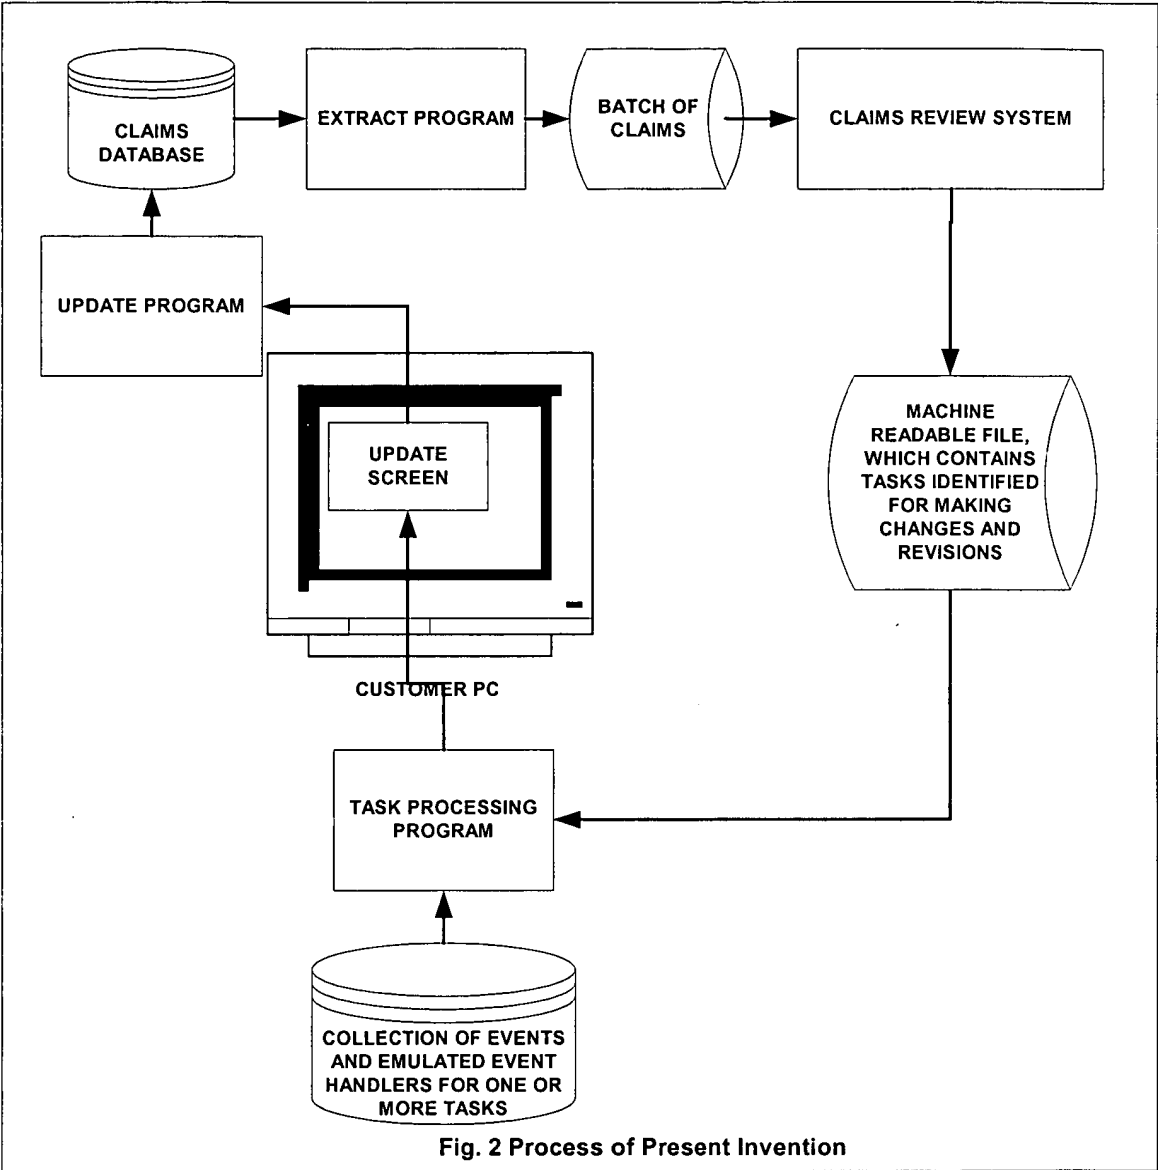 CLAIMS
DATABASE
EXTRACT PROGRAM
BATCH OF
CLAIMS
CLAIMS REVIEW SYSTEM
UPDATE PROGRAM
UPDATE
SCREEN
MACHINE
READABLE FILE,
WHICH CONTAINS
TASKS IDENTIFIED
FOR MAKING
CHANGES AND
REVISIONS
CUSTOMER PC
TASK PROCESSING
PROGRAM
COLLECTION OF EVENTS
AND EMULATED EVENT
HANDLERS FOR ONE OR
MORE TASKS
Fig. 2 Process of Present Invention